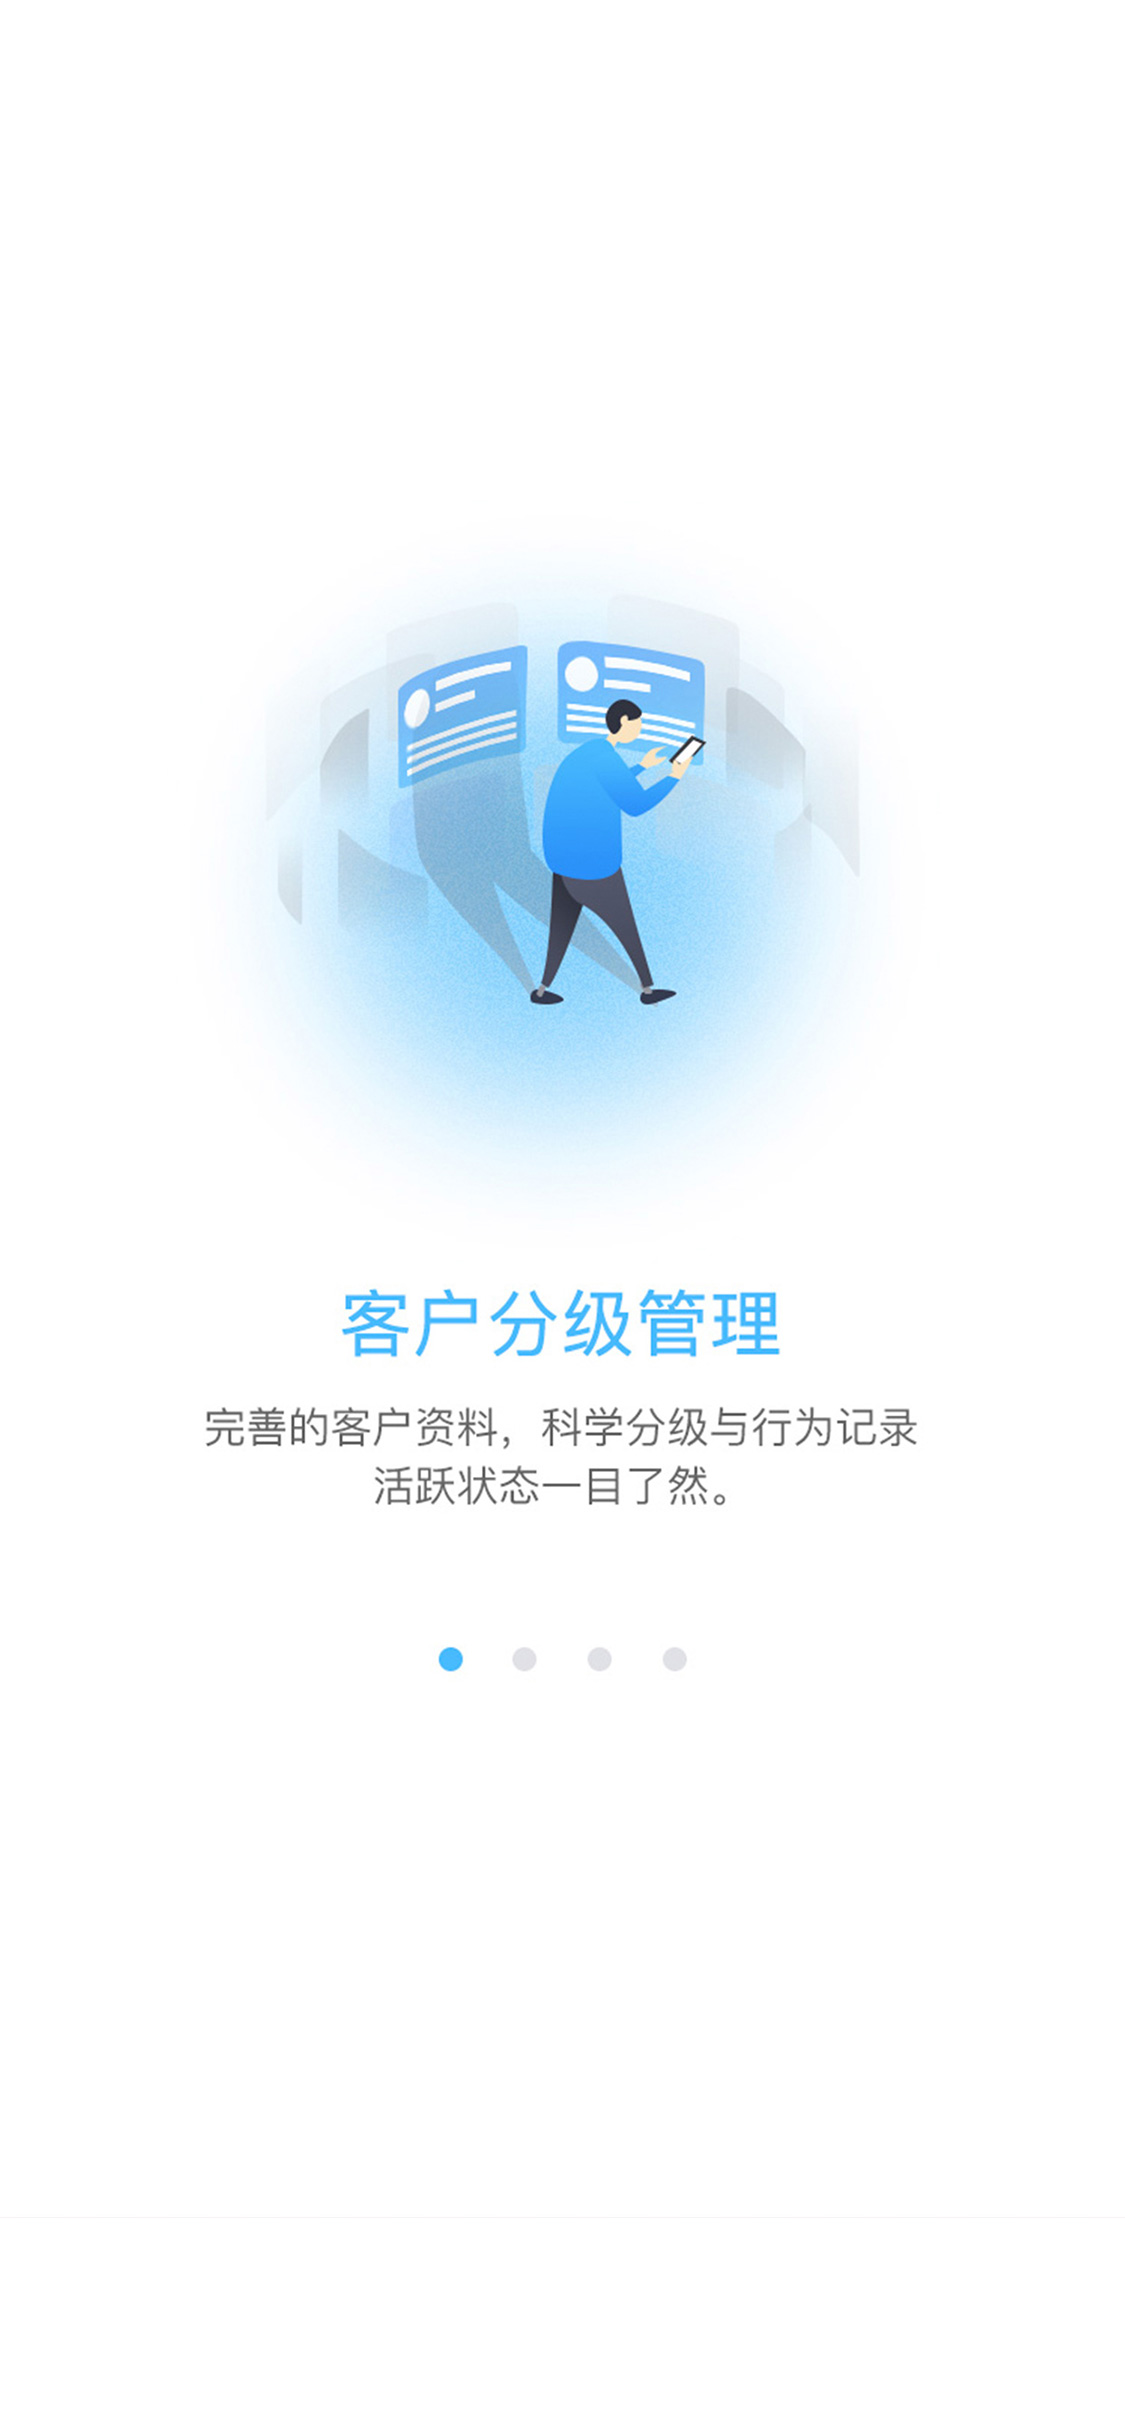 客户分级管理
完善的客户资料，科学分级与行为记录
活跃状态一目了然。